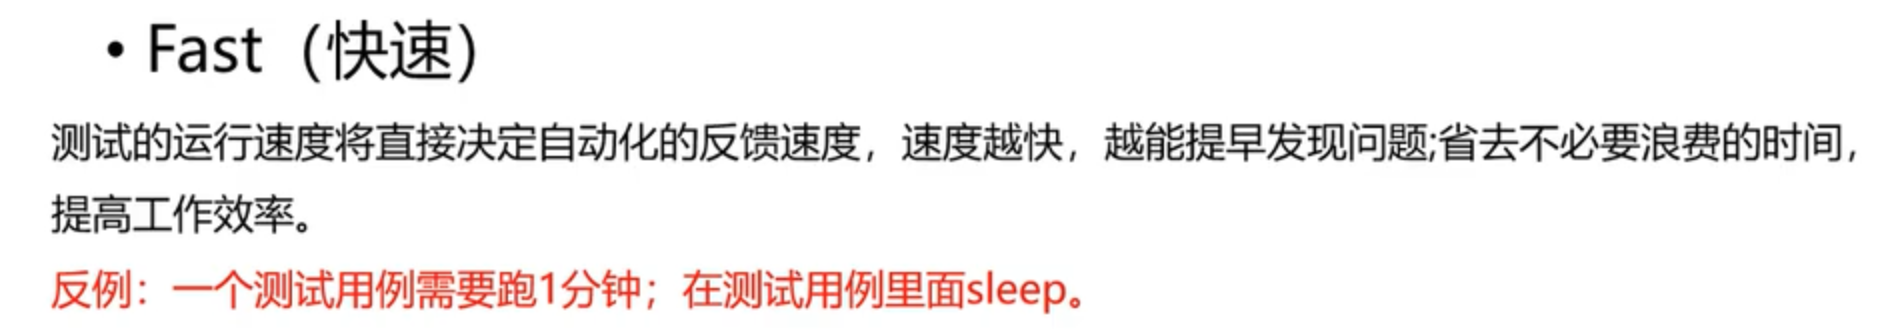 • Fast（快速）
测试的运行速度将直接决定自动化的反馈速度，速度越快，越能提早发现问题;省去不必要浪费的时间，
提高工作效率。
反例：一个测试用例需要跑1分钟；在测试用例里面sleep。